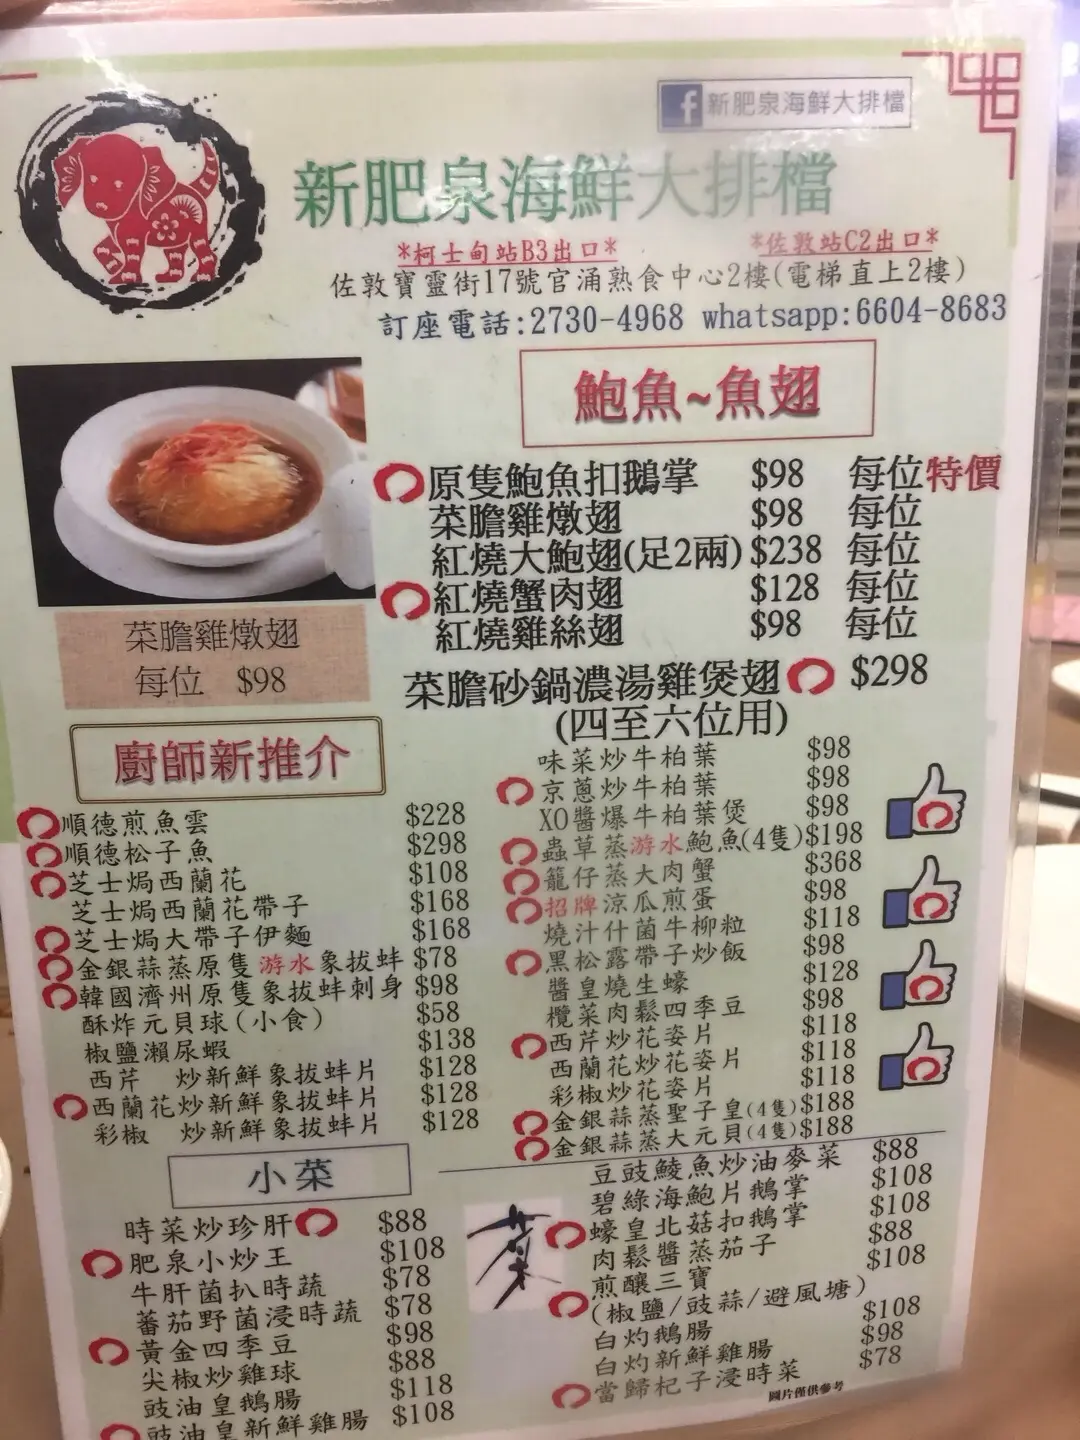 新肥泉海鮮大排檔
新肥泉海鮮大排檔
*柯士甸站B3出口* *佐敦站C2出口*
佐敦寶靈街17號官涌熟食中心2樓(電梯直上2樓)
訂座電話:2730-4968 whatsapp:6604-8683
鮑魚~魚翅
原隻鮑魚扣鵝掌 $98 每位特價
菜膽雞燉翅 $98 每位
紅燒大鮑翅(足2兩) $238 每位
紅燒蟹肉翅 $128 每位
紅燒雞絲翅 $98 每位
菜膽砂鍋濃湯雞煲翅 $298
(四至六位用)
菜膽雞燉翅
每位 $98
廚師新推介
順德煎魚雲 $228
順德松子魚 $298
芝士焗西蘭花 $108
芝士焗西蘭花帶子 $168
芝士焗大帶子伊麵 $168
金銀蒜蒸原隻游水象拔蚌 $78
韓國濟州原隻象拔蚌刺身 $98
酥炸元貝球(小食) $58
椒鹽瀨尿蝦 $138
西芹 炒新鮮象拔蚌片 $128
西蘭花炒新鮮象拔蚌片 $128
彩椒 炒新鮮象拔蚌片 $128
味菜炒牛柏葉 $98
京蔥炒牛柏葉 $98
XO醬爆牛柏葉煲 $98
蟲草蒸游水鮑魚(4隻) $198
籠仔蒸大肉蟹 $368
招牌涼瓜煎蛋 $98
燒汁什菌牛柳粒 $118
黑松露帶子炒飯 $98
醬皇燒生蠔 $128
欖菜肉鬆四季豆 $98
西芹炒花姿片 $118
西蘭花炒花姿片 $118
彩椒炒花姿片 $118
金銀蒜蒸聖子皇(4隻) $188
金銀蒜蒸大元貝(4隻) $188
小菜
時菜炒珍肝 $88
肥泉小炒王 $108
牛肝菌扒時蔬 $78
蕃茄野菌浸時蔬 $78
黃金四季豆 $98
尖椒炒雞球 $88
豉油皇鵝腸 $118
豉油皇新鮮雞腸 $108
菜
豆豉鯪魚炒油麥菜 $88
碧綠海鮑片鵝掌 $108
蠔皇北菇扣鵝掌 $108
肉鬆醬蒸茄子 $88
煎釀三寶 $108
(椒鹽/豉蒜/避風塘)
白灼鵝腸 $108
白灼新鮮雞腸 $98
當歸杞子浸時菜 $78
圖片僅供參考